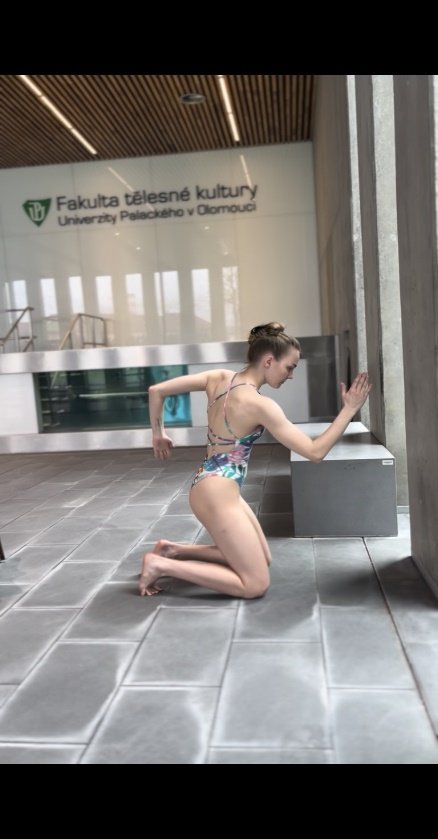 Fakulta tělesné kultury
Univerzity Palackého v Olomouci